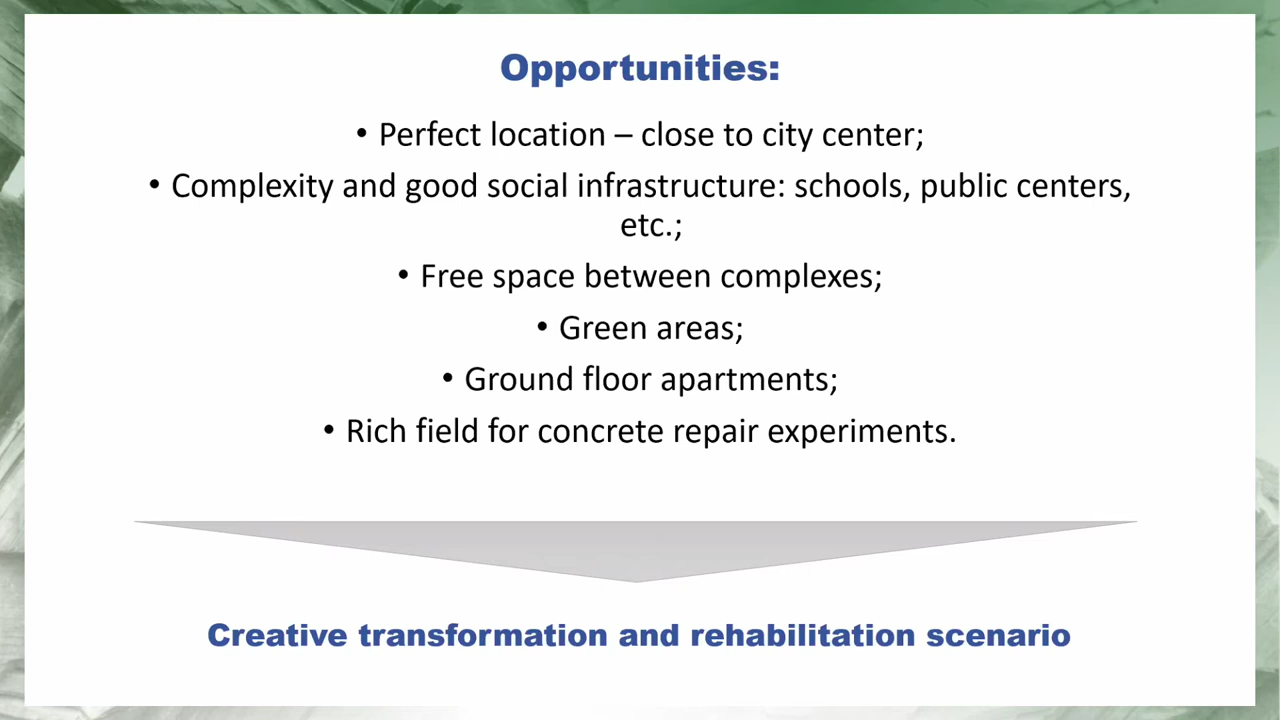 Opportunities:
• Perfect location – close to city center;
• Complexity and good social infrastructure: schools, public centers,
etc.;
• Free space between complexes;
• Green areas;
• Ground floor apartments;
• Rich field for concrete repair experiments.
Creative transformation and rehabilitation scenario